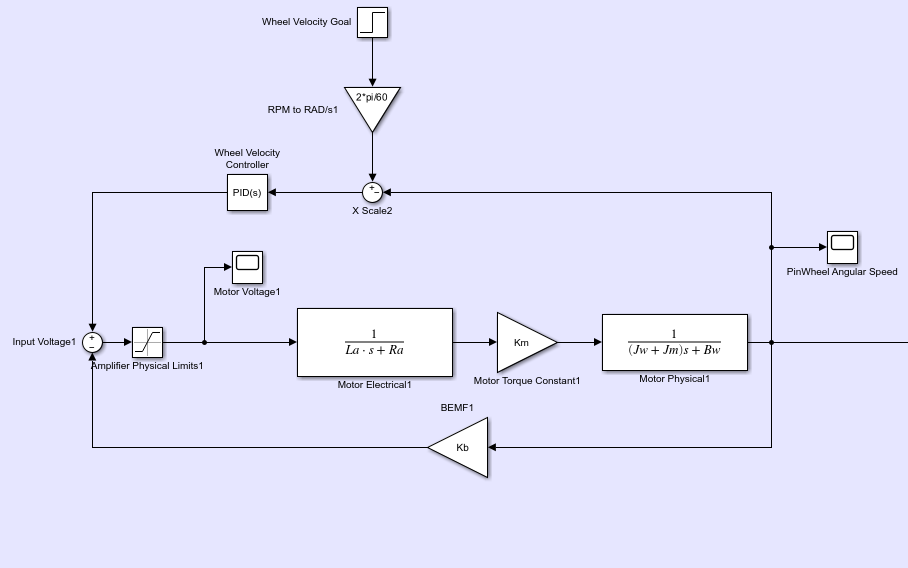 Wheel Velocity Goal
2*pi/60
RPM to RAD/s1
Wheel Velocity
Controller
PID(s)
+
−
X Scale2
PinWheel Angular Speed
Motor Voltage1
Input Voltage1
+
−
Amplifier Physical Limits1
1
La · s + Ra
Motor Electrical1
Km
Motor Torque Constant1
1
(Jw + Jm)s + Bw
Motor Physical1
BEMF1
Kb